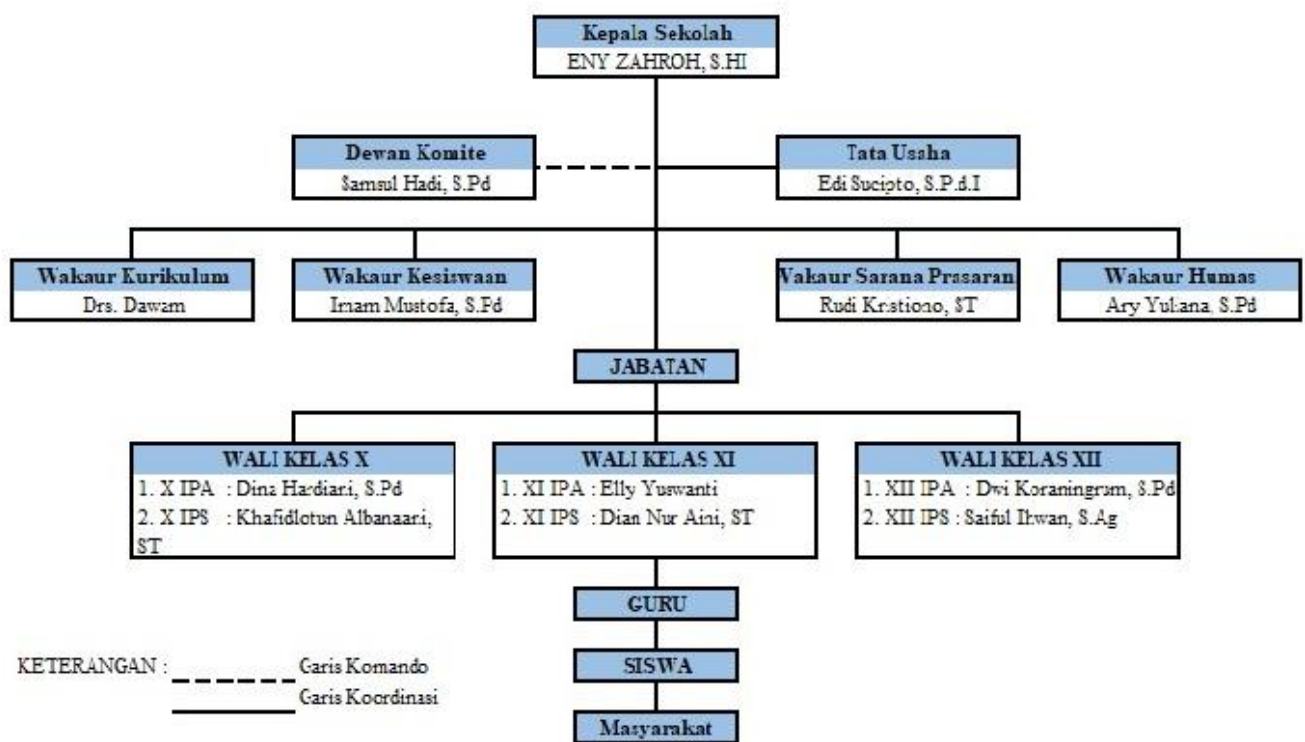 Kepala Sekolah
ENY ZAHROH, S.HI
Dewan Komite
Samsul Hadi, S.Pd
Tata Usaha
Edi Sucipto, S.P.d.I
Wakaur Kurikulum
Drs. Dawam
Wakaur Kesiswaan
Imam Mustofa, S.Pd
Wakaur Sarana Prasaran
Rudi Kristiono, ST
Wakaur Humas
Ary Yuliana, S.Pd
JABATAN
WALI KELAS X
1. X IPA : Dina Hardiani, S.Pd
2. X IPS : Khafidlotun Albanaari,
ST
WALI KELAS XI
1. XI IPA : Elly Yuswanti
2. XI IPS : Dian Nur Aini, ST
WALI KELAS XII
1. XII IPA : Dwi Koraningrum, S.Pd
2. XII IPS : Saiful Ihwan, S.Ag
GURU
SISWA
Masyarakat
KETERANGAN :
Garis Komando
Garis Koordinasi